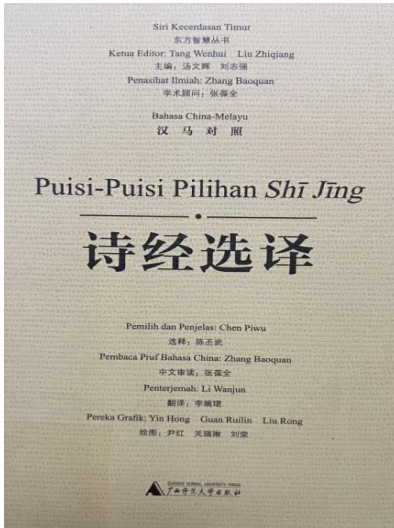 Siri Kecerdasan Timur
东方智慧丛书
Ketua Editor: Tang Wenhui Liu Zhiqiang
主编：汤文辉 刘志强
Penasihat Ilmiah: Zhang Baoquan
学术顾问：张葆全
Bahasa China-Melayu
汉马对照
Puisi-Puisi Pilihan Shī Jīng
诗经选译
Pemilih dan Penjelas: Chen Piwu
选释：陈丕武
Pembaca Pruf Bahasa China: Zhang Baoquan
中文审读：张葆全
Penterjemah: Li Wanjun
翻译：李婉珺
Pereka Grafik: Yin Hong Guan Ruilin Liu Rong
绘图：尹红 关瑞琳 刘荣
GUANGXI NORMAL UNIVERSITY PRESS
广西师范大学出版社